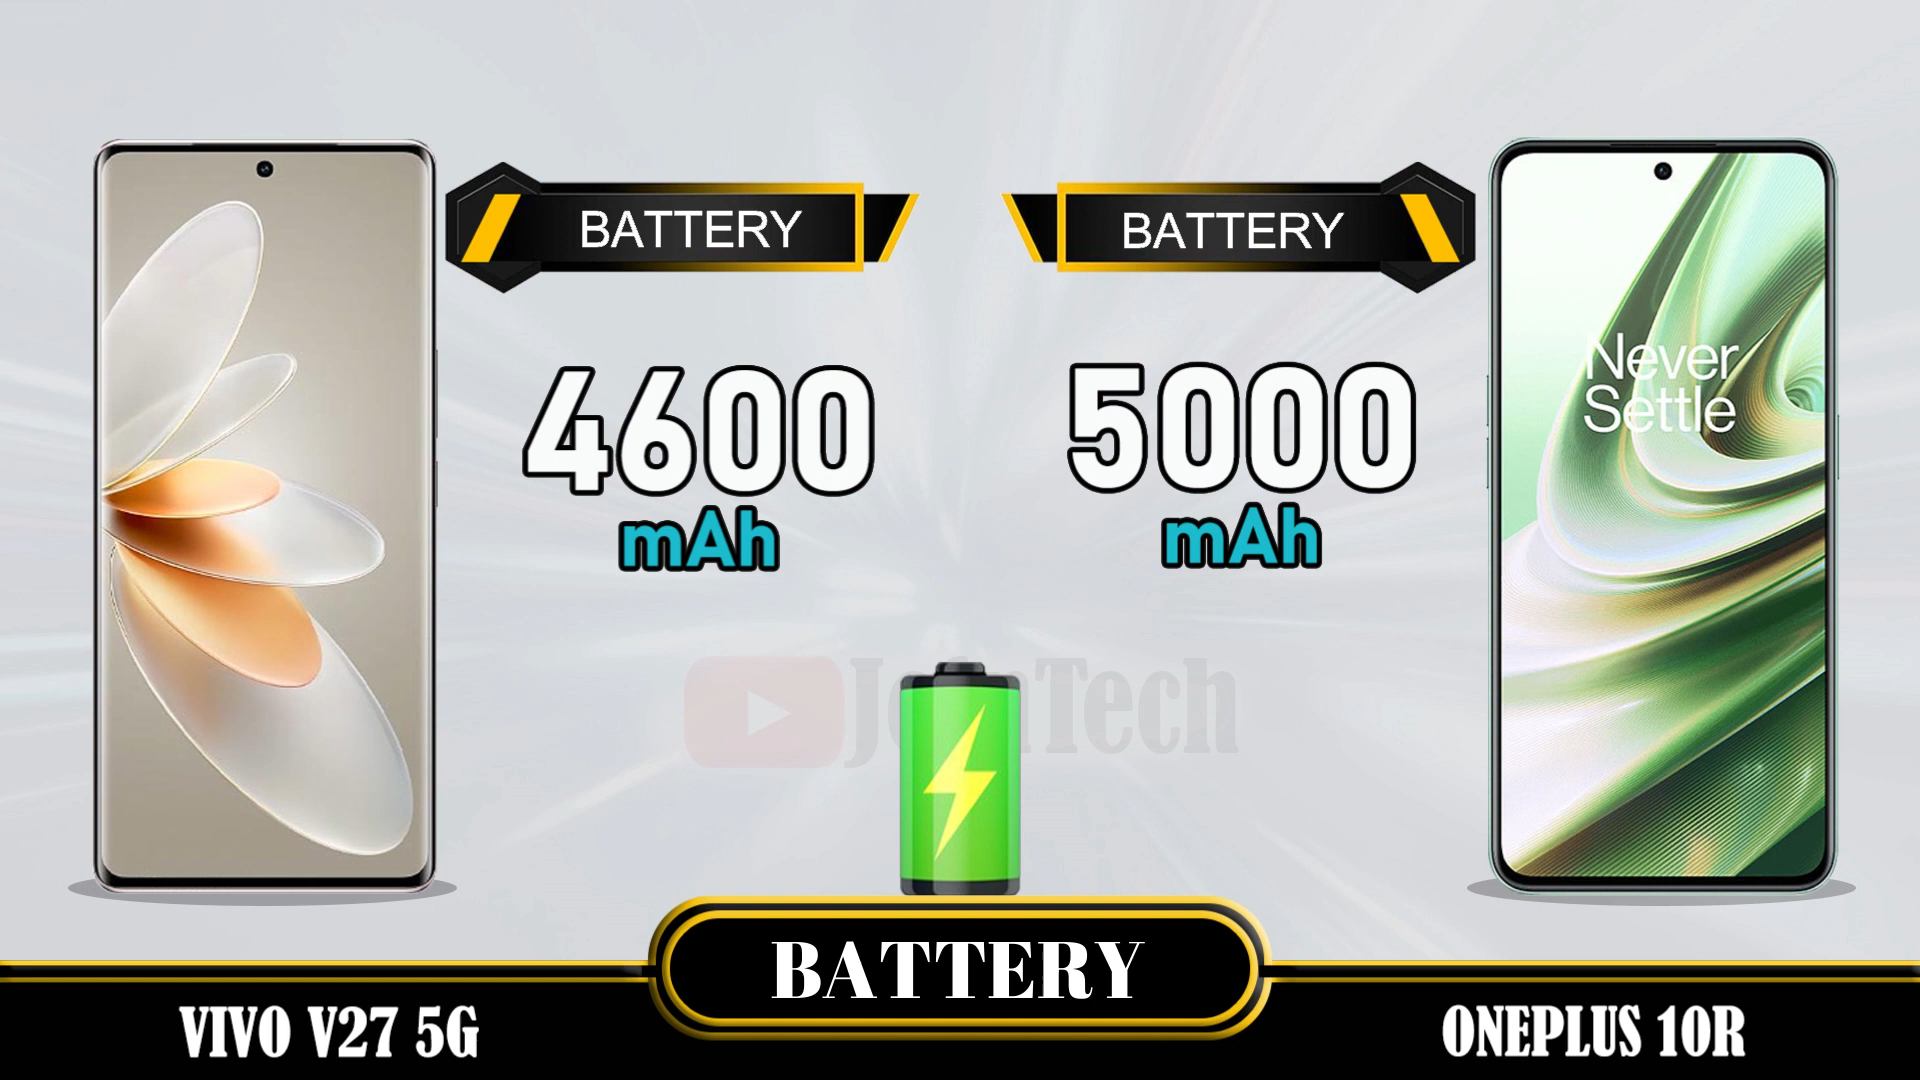 BATTERY
BATTERY
4600
mAh
5000
mAh
Never
Settle
BATTERY
VIVO V27 5G
ONEPLUS 10R